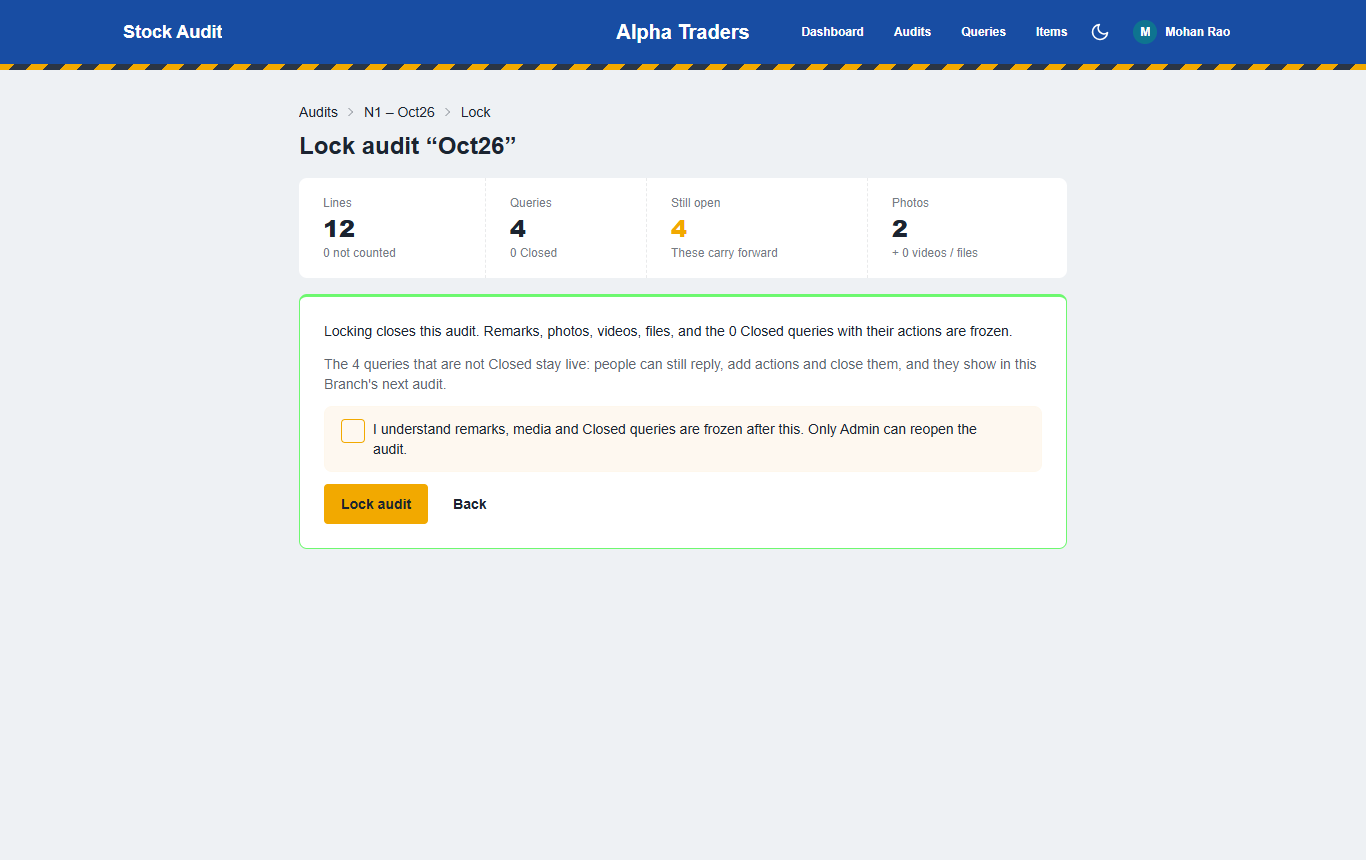 Stock Audit
Alpha Traders
Dashboard
Audits
Queries
Items
M
Mohan Rao
Audits > N1 – Oct26 > Lock
Lock audit “Oct26”
Lines
12
0 not counted
Queries
4
0 Closed
Still open
4
These carry forward
Photos
2
+ 0 videos / files
Locking closes this audit. Remarks, photos, videos, files, and the 0 Closed queries with their actions are frozen.
The 4 queries that are not Closed stay live: people can still reply, add actions and close them, and they show in this
Branch's next audit.
I understand remarks, media and Closed queries are frozen after this. Only Admin can reopen the
audit.
Lock audit
Back